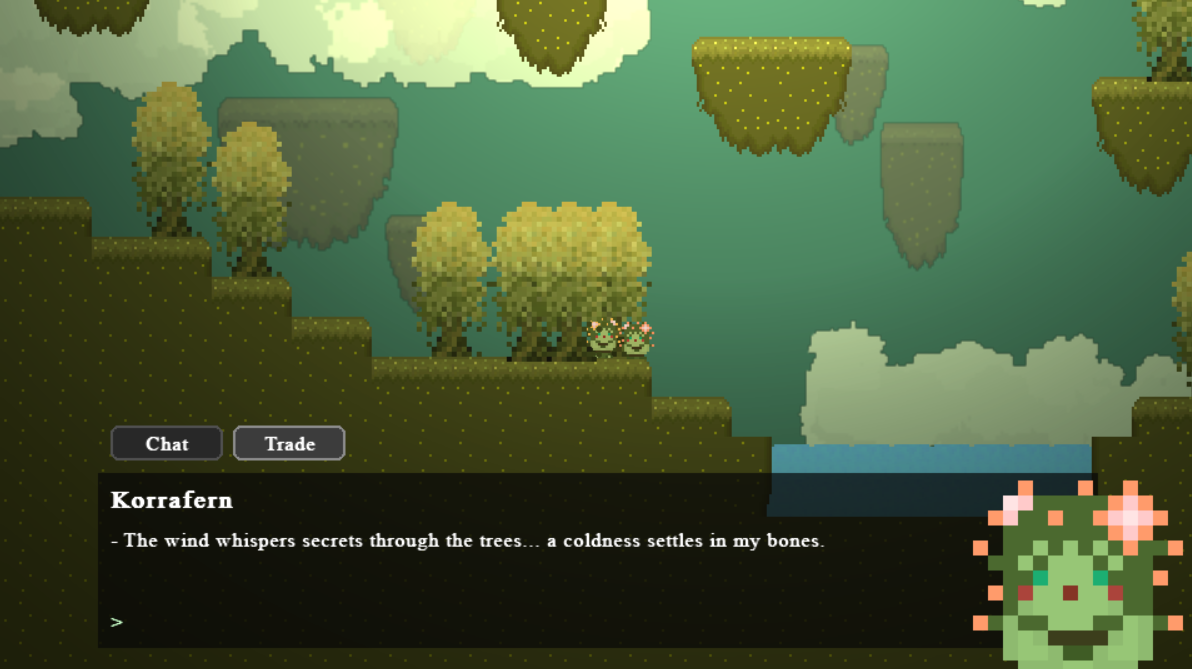 Chat Trade
Korrafern
- The wind whispers secrets through the trees... a coldness settles in my bones.
>